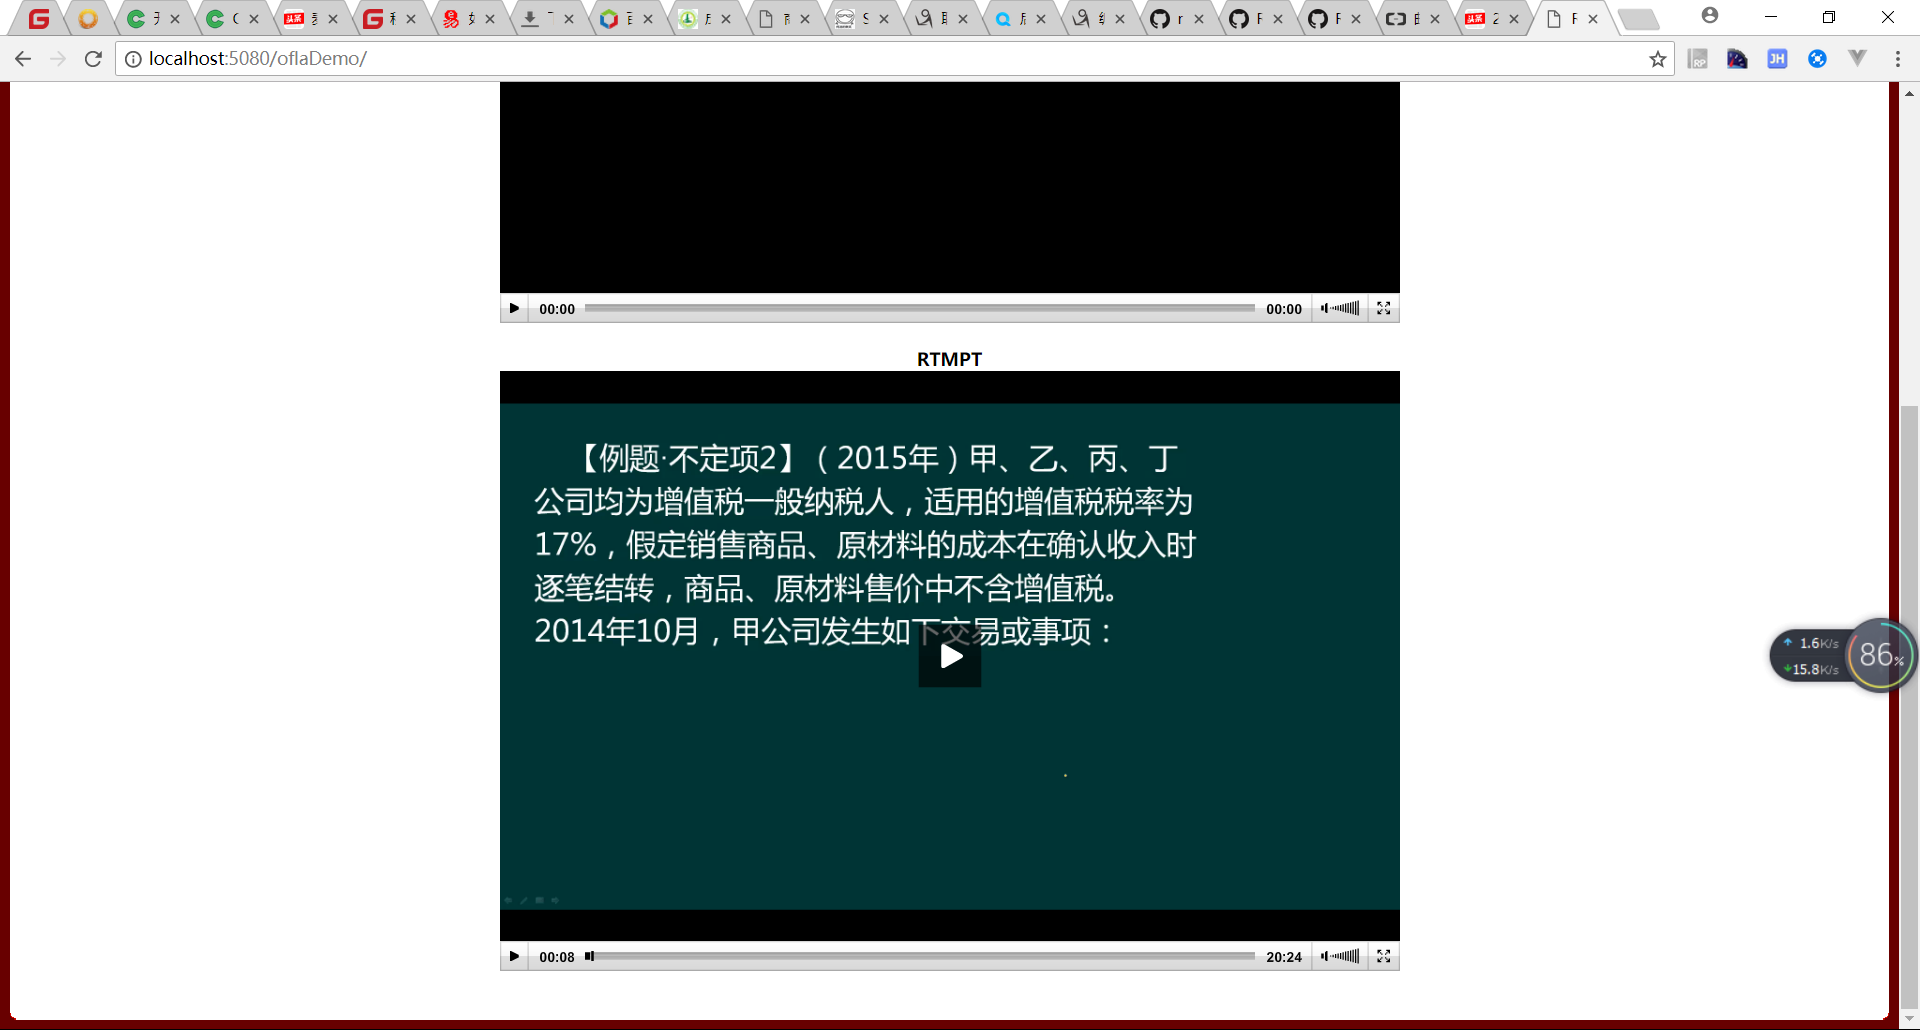 localhost:5080/oflaDemo/
RP
JH
00:00
00:00
RTMPT
【例题·不定项2】（2015年）甲、乙、丙、丁
公司均为增值税一般纳税人，适用的增值税税率为
17%，假定销售商品、原材料的成本在确认收入时
逐笔结转，商品、原材料售价中不含增值税。
2014年10月，甲公司发生如下交易或事项：
1.6K/s
15.8K/s
86%
00:08
20:24